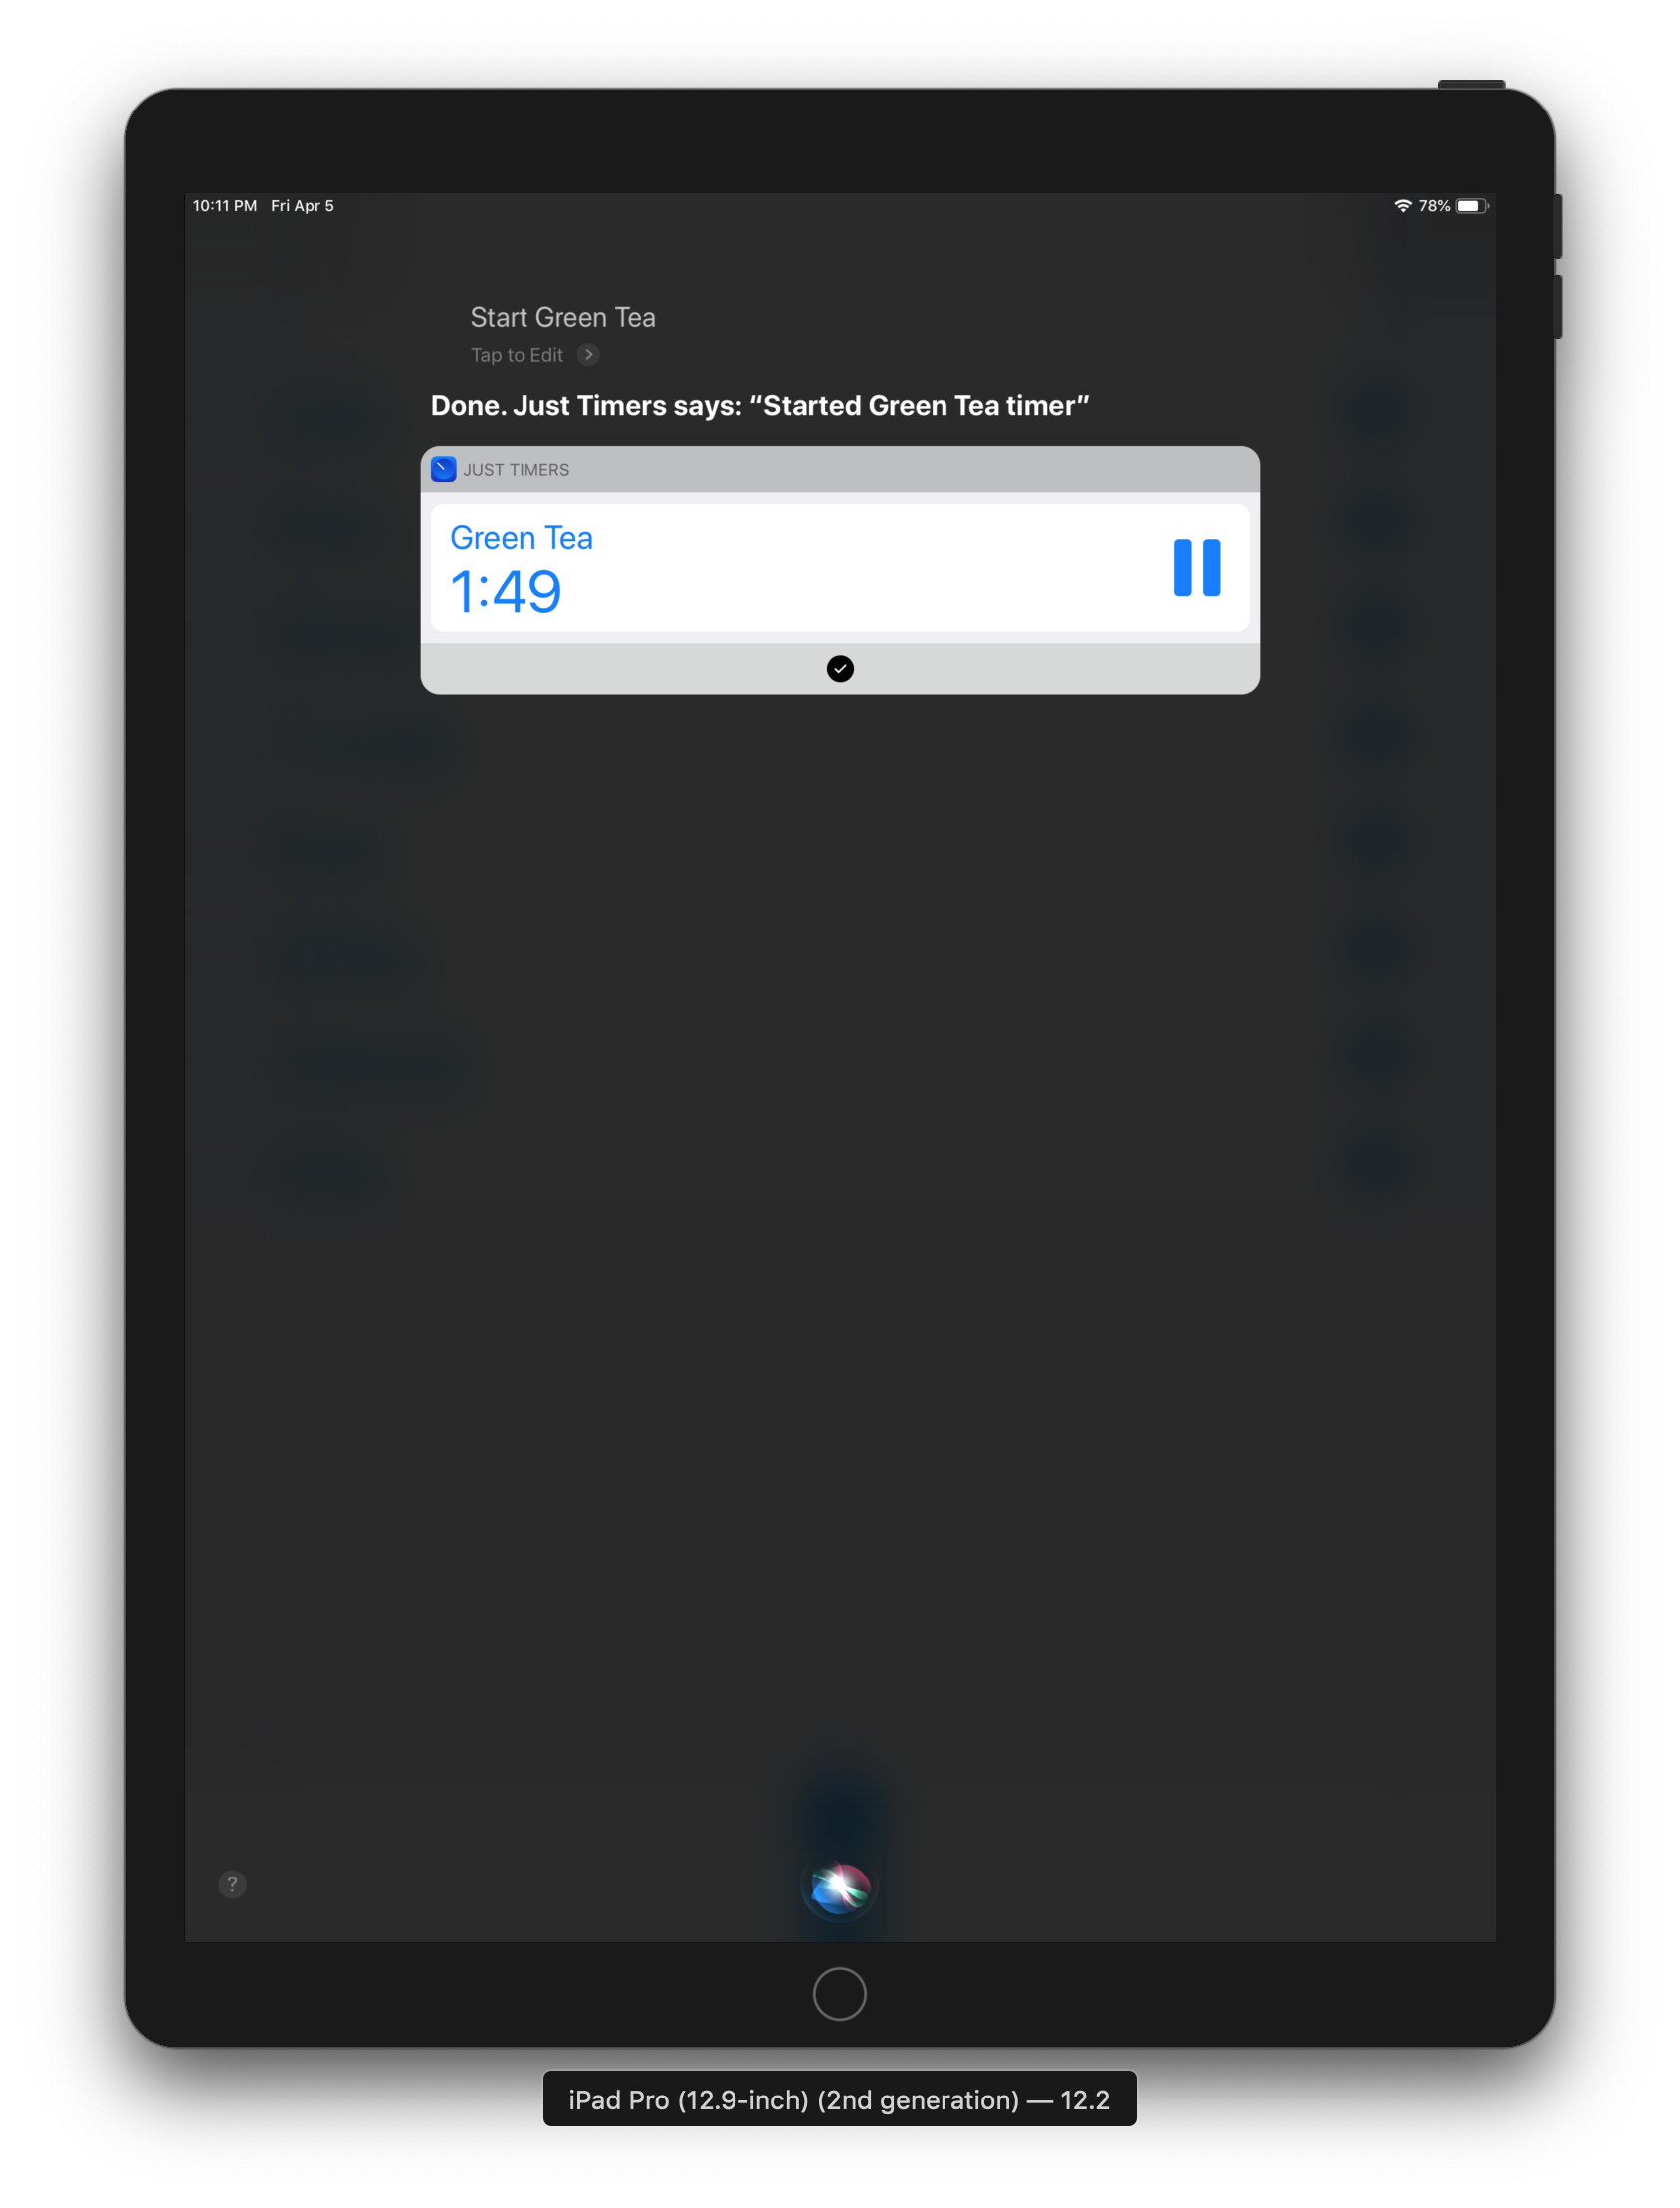 10:11 PM Fri Apr 5
78%
Start Green Tea
Tap to Edit
Done. Just Timers says: “Started Green Tea timer”
JUST TIMERS
Green Tea
1:49
?
iPad Pro (12.9-inch) (2nd generation) — 12.2